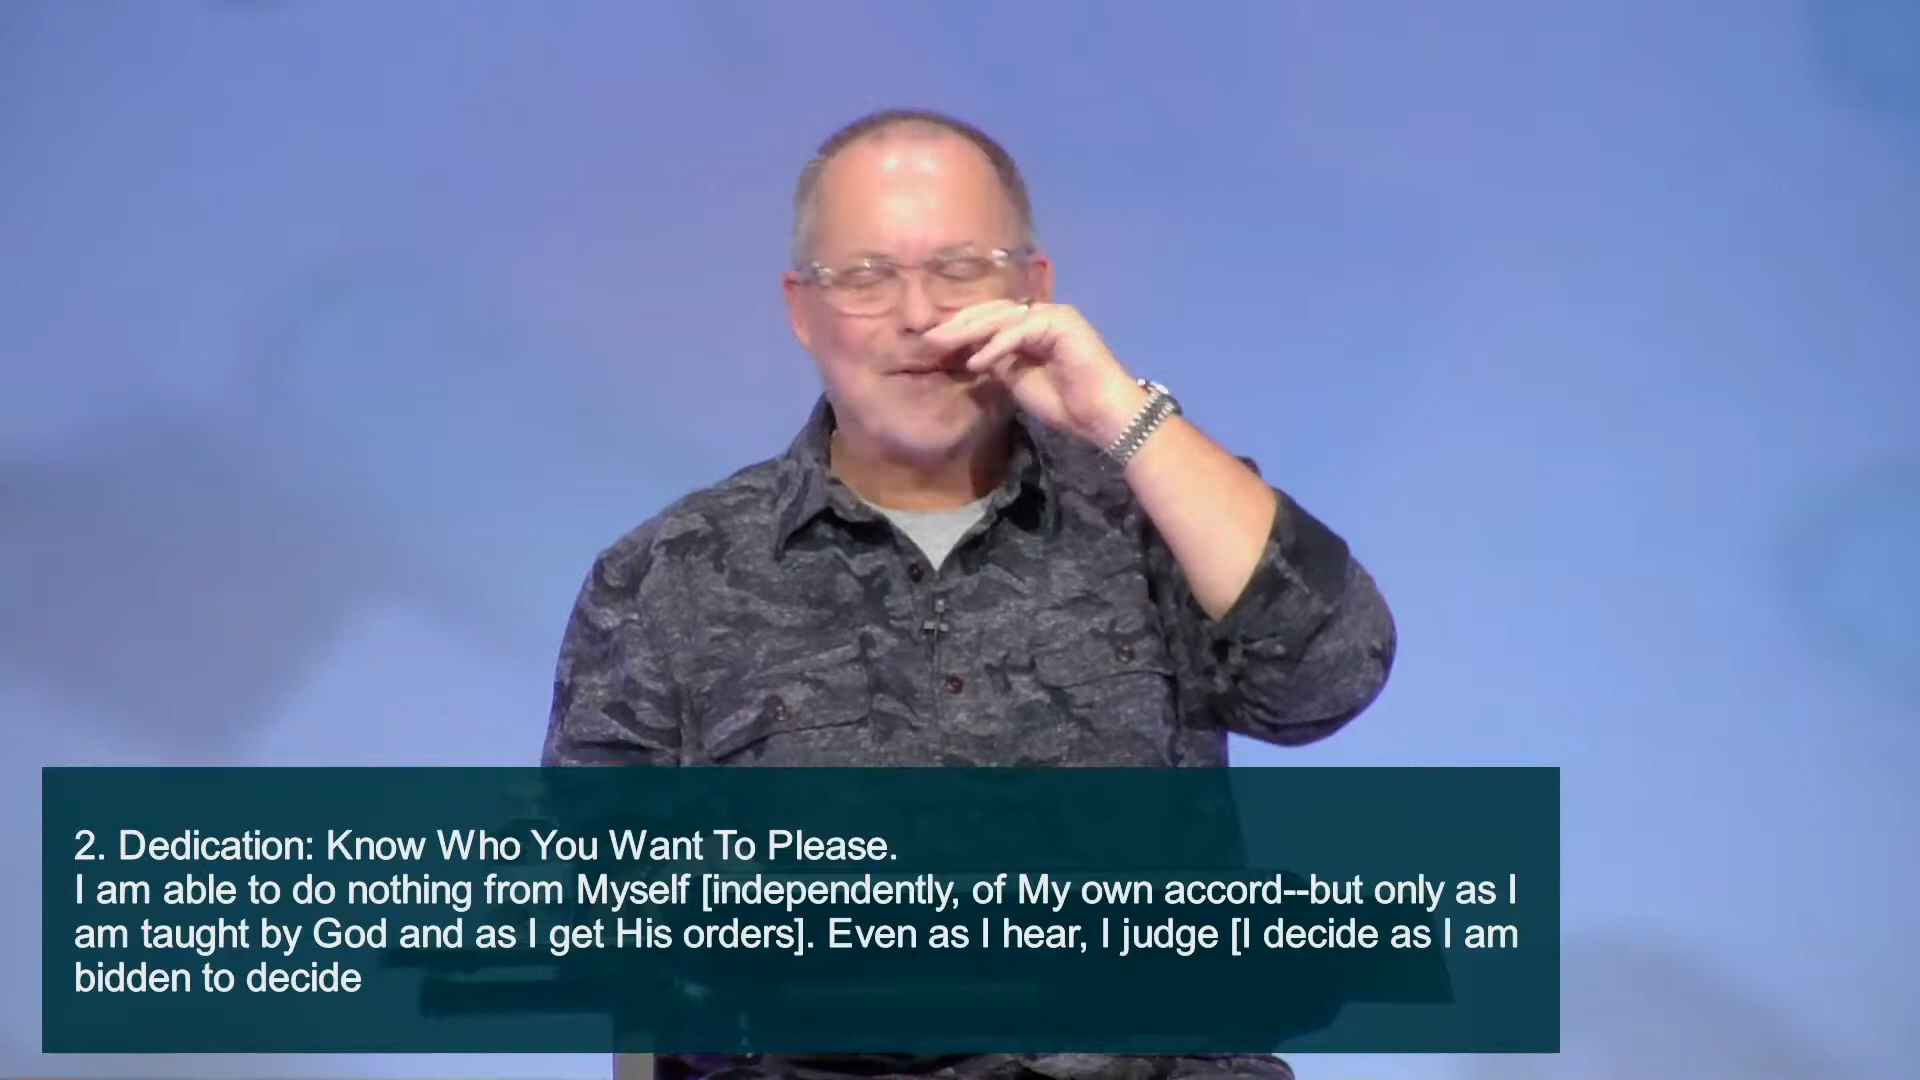 2. Dedication: Know Who You Want To Please.
I am able to do nothing from Myself [independently, of My own accord--but only as I
am taught by God and as I get His orders]. Even as I hear, I judge [I decide as I am
bidden to decide